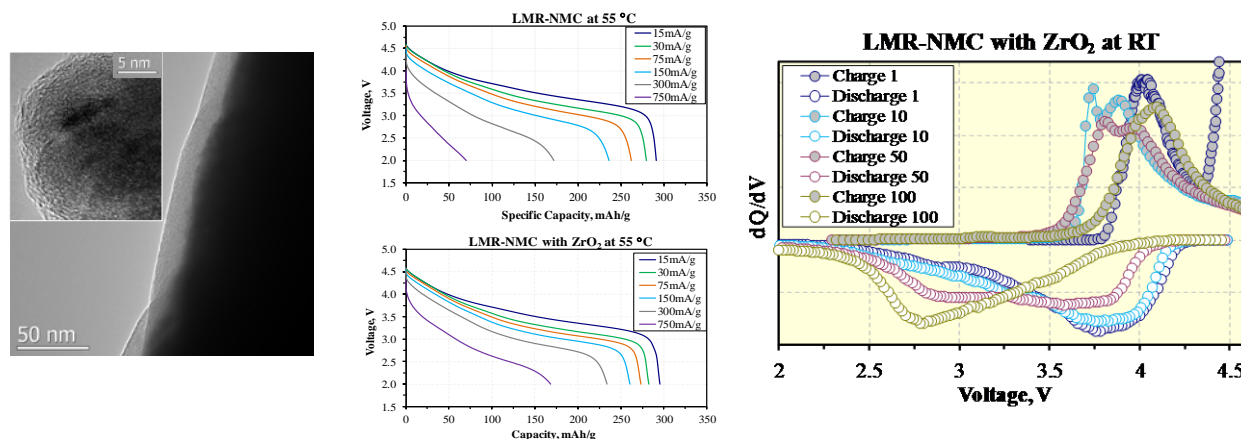 5 nm
50 nm
LMR-NMC at 55 °C
5.0
4.5
4.0
3.5
3.0
2.5
2.0
1.5
Voltage, V
15mA/g
30mA/g
75mA/g
150mA/g
300mA/g
750mA/g
0 50 100 150 200 250 300 350
Specific Capacity, mAh/g
LMR-NMC with ZrO₂ at 55 °C
5.0
4.5
4.0
3.5
3.0
2.5
2.0
1.5
Voltage, V
15mA/g
30mA/g
75mA/g
150mA/g
300mA/g
750mA/g
0 50 100 150 200 250 300 350
Capacity, mAh/g
LMR-NMC with ZrO₂ at RT
Charge 1
Discharge 1
Charge 10
Discharge 10
Charge 50
Discharge 50
Charge 100
Discharge 100
dQ/dV
2 2.5 3 3.5 4 4.5
Voltage, V